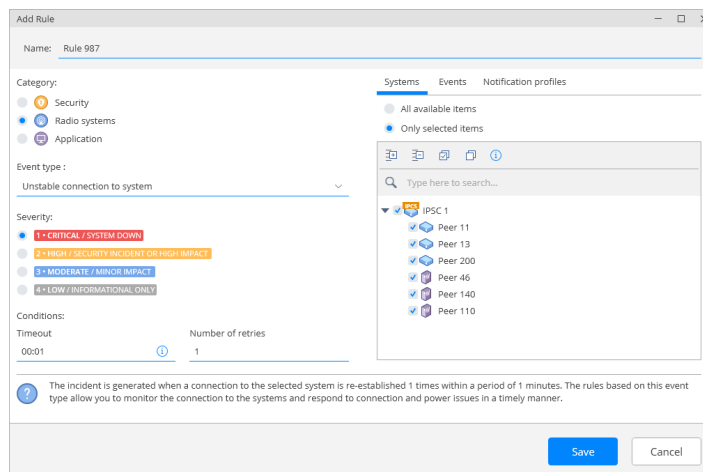 Add Rule
Name: Rule 987
Category:
Security
Radio systems
Application
Event type :
Unstable connection to system
Severity:
1 • CRITICAL / SYSTEM DOWN
2 • HIGH / SECURITY INCIDENT OR HIGH IMPACT
3 • MODERATE / MINOR IMPACT
4 • LOW / INFORMATIONAL ONLY
Conditions:
Timeout Number of retries
00:01 1
Systems Events Notification profiles
All available items
Only selected items
Type here to search...
IPCS IPSC 1
Peer 11
Peer 13
Peer 200
Peer 46
Peer 140
Peer 110
The incident is generated when a connection to the selected system is re-established 1 times within a period of 1 minutes. The rules based on this event
type allow you to monitor the connection to the systems and respond to connection and power issues in a timely manner.
Save Cancel